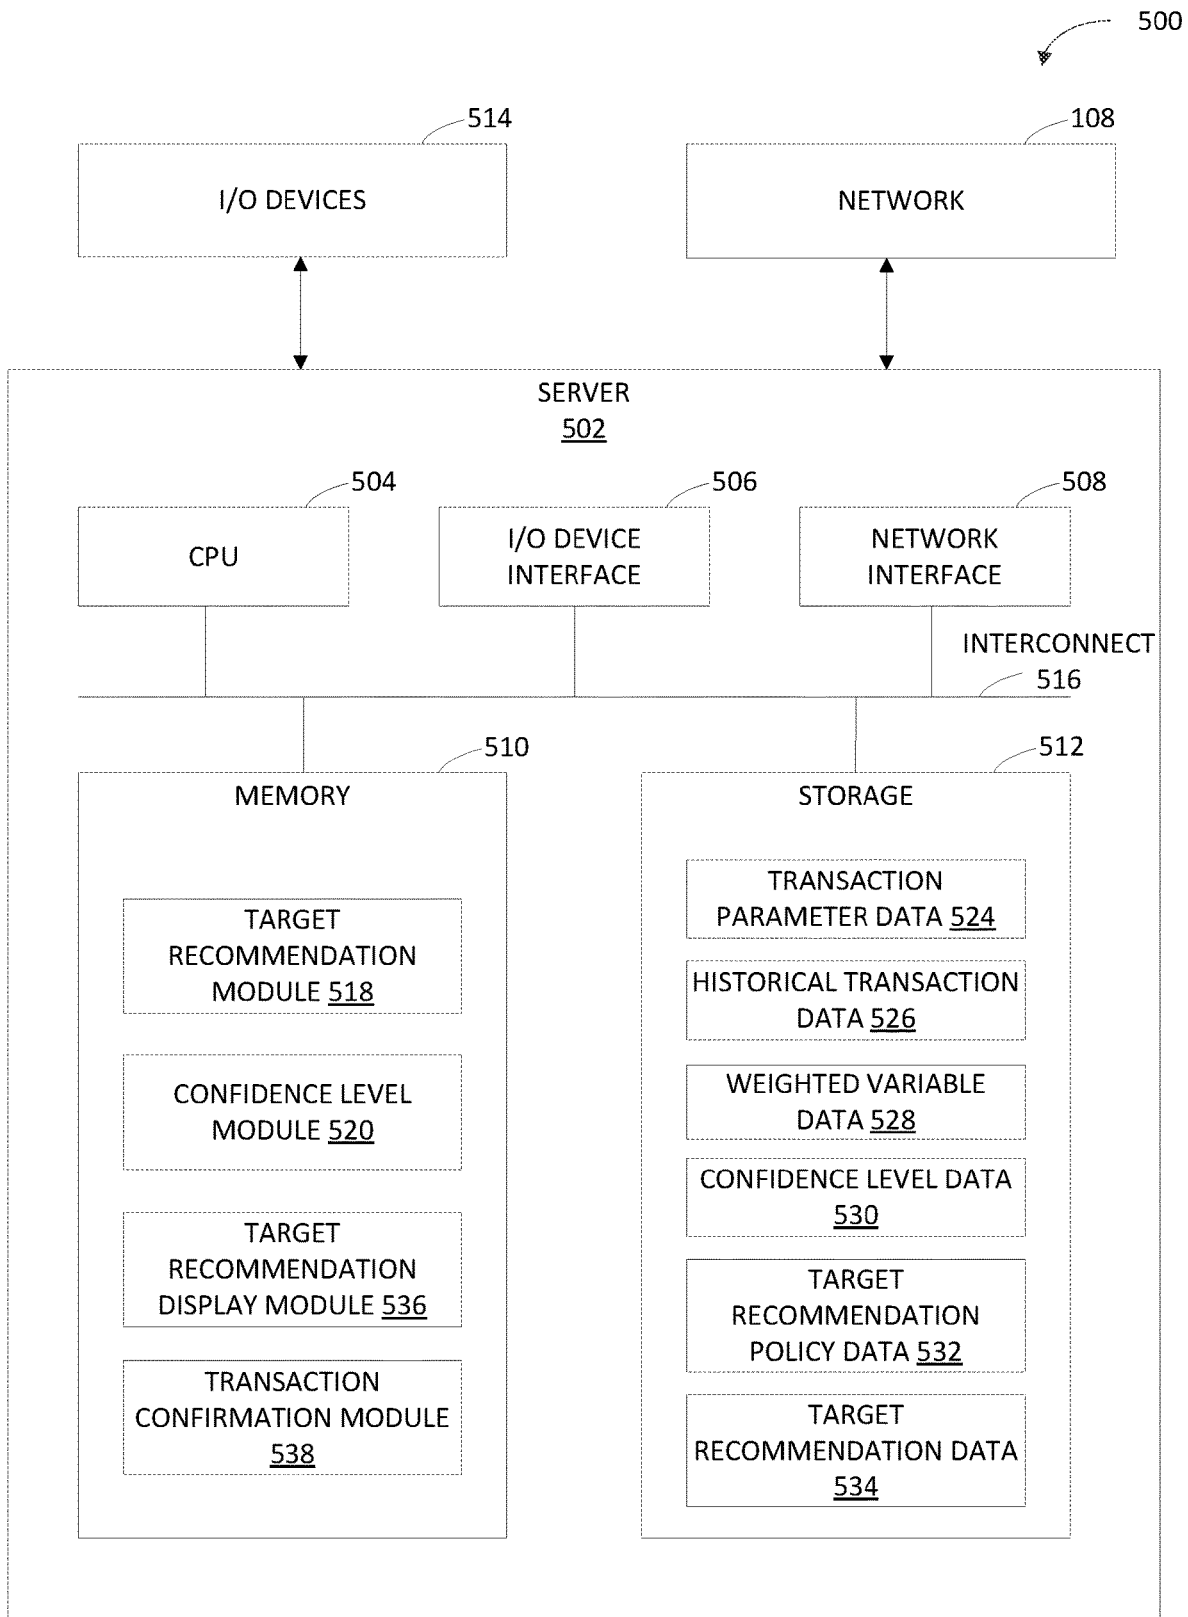 500
514
108
I/O DEVICES
NETWORK
SERVER
502
504
506
508
CPU
I/O DEVICE
INTERFACE
NETWORK
INTERFACE
INTERCONNECT
516
510
512
MEMORY
TARGET
RECOMMENDATION
MODULE 518
CONFIDENCE LEVEL
MODULE 520
TARGET
RECOMMENDATION
DISPLAY MODULE 536
TRANSACTION
CONFIRMATION MODULE
538
STORAGE
TRANSACTION
PARAMETER DATA 524
HISTORICAL TRANSACTION
DATA 526
WEIGHTED VARIABLE
DATA 528
CONFIDENCE LEVEL DATA
530
TARGET
RECOMMENDATION
POLICY DATA 532
TARGET
RECOMMENDATION DATA
534